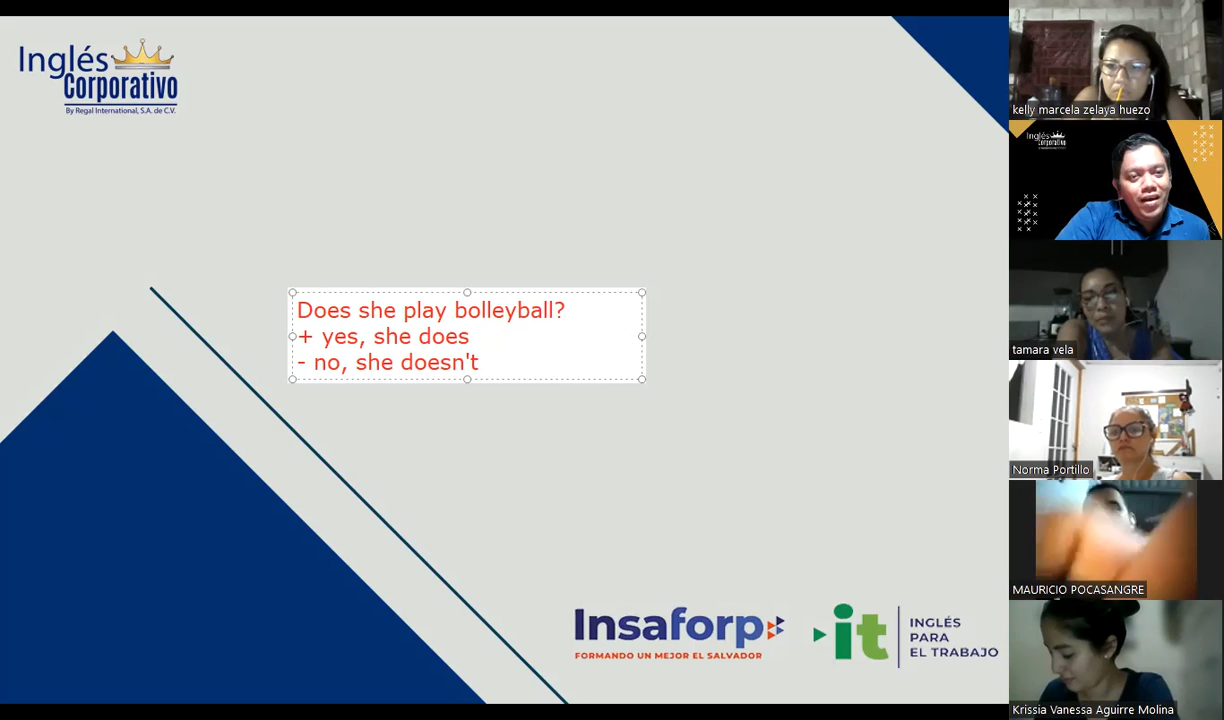 Inglés
Corporativo
By Regal International, S.A. de C.V.
Does she play bolleyball?
+ yes, she does
- no, she doesn't
Insaforp
FORMANDO UN MEJOR EL SALVADOR
it
INGLÉS
PARA
EL TRABAJO
kelly marcela zelaya huezo
Inglés
Corporativo
tamara vela
Norma Portillo
MAURICIO POCASANGRE
Krissia Vanessa Aguirre Molina